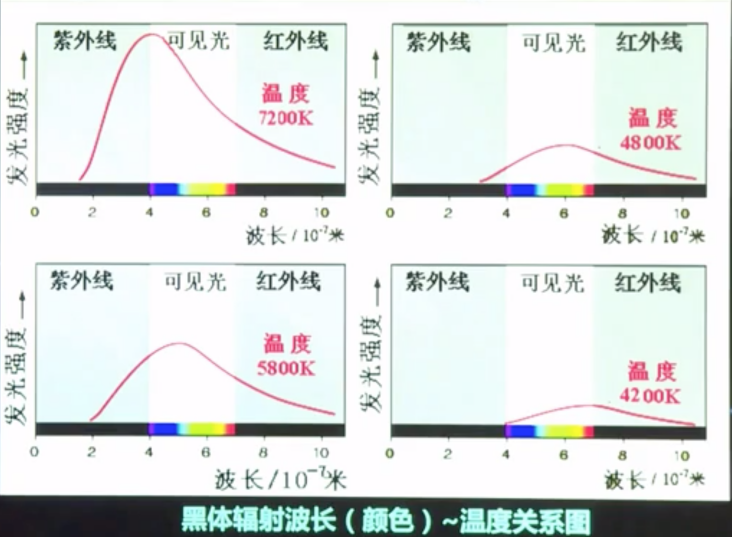 紫外线 可见光 红外线
发光强度
温度
7200K
0 2 4 6 8 10
波长 / 10⁻⁷米
紫外线 可见光 红外线
发光强度
温度
4800K
0 2 4 6 8 10
波长 / 10⁻⁷米
紫外线 可见光 红外线
发光强度
温度
5800K
0 2 4 6 8 10
波长/10⁻⁷米
紫外线 可见光 红外线
发光强度
温度
4200K
0 2 4 6 8 10
波长 / 10⁻⁷米
黑体辐射波长（颜色）~温度关系图